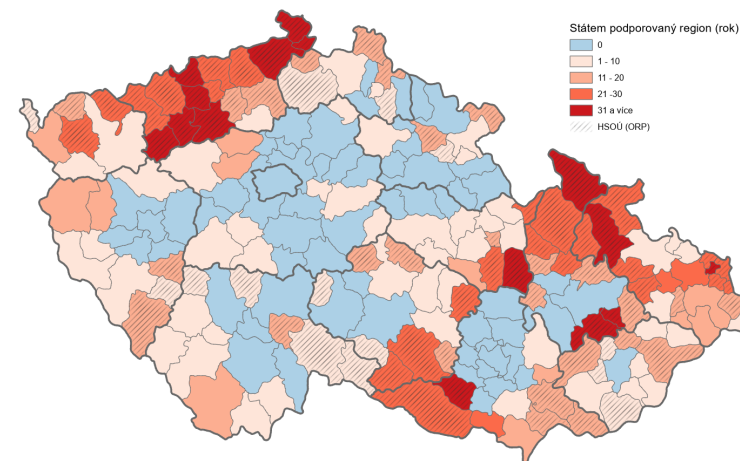 Státem podporovaný region (rok)
0
1 - 10
11 - 20
21 -30
31 a více
HSOÚ (ORP)